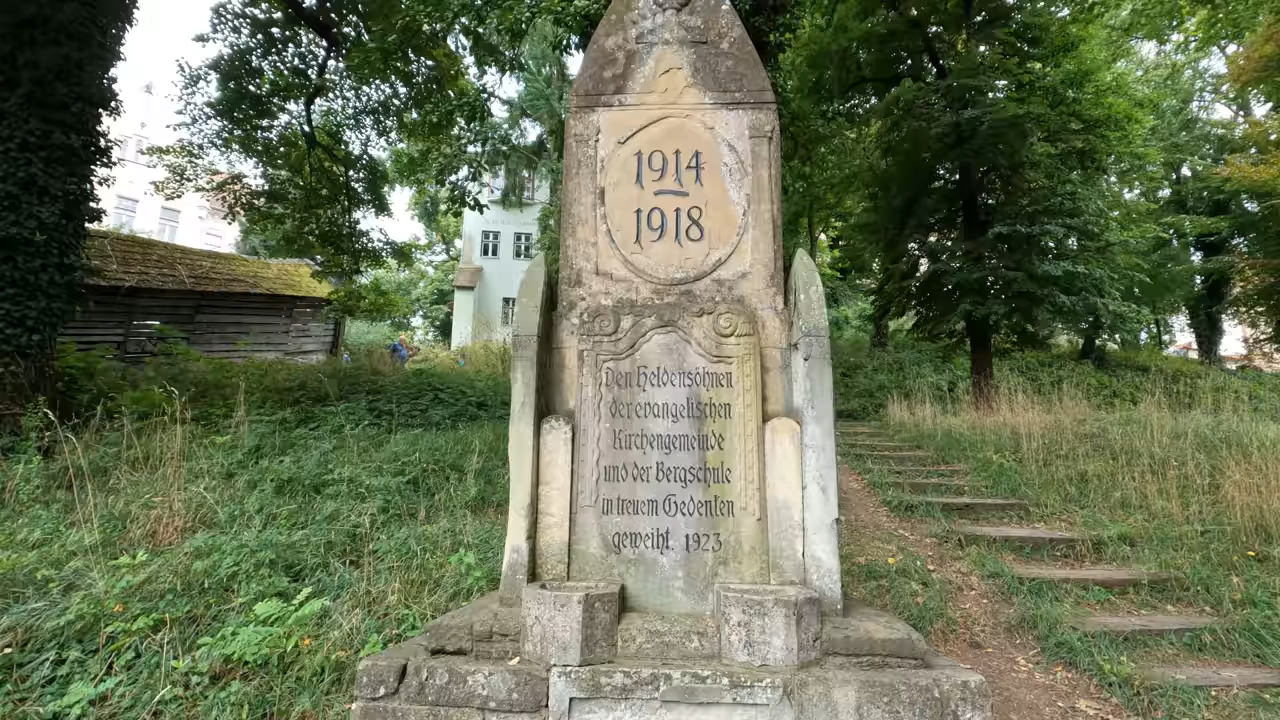 1914
1918
Den Heldensöhnen
der evangelischen
Kirchengemeinde
und der Bergschule
in treuem Gedenken
geweiht. 1923